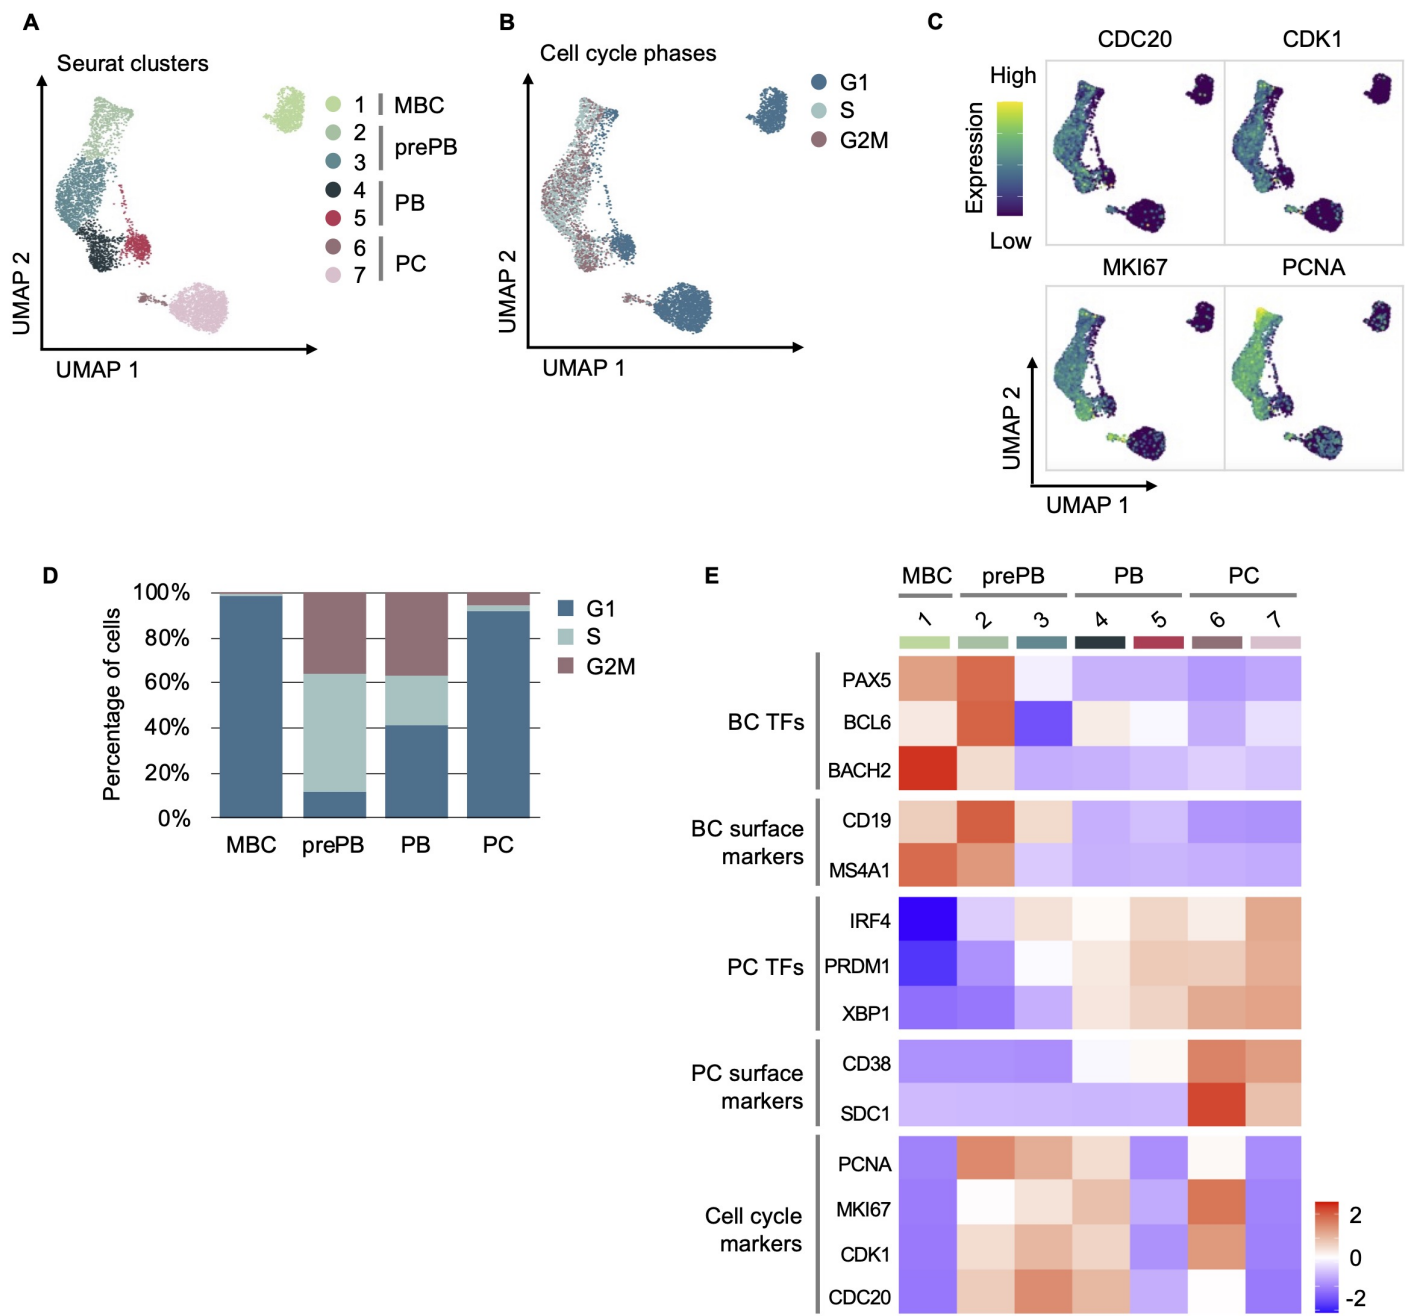 A
Seurat clusters
UMAP 2
UMAP 1
1
2
3
4
5
6
7
MBC
prePB
PB
PC
B
Cell cycle phases
UMAP 2
UMAP 1
G1
S
G2M
C
CDC20
CDK1
High
Expression
Low
MKI67
PCNA
UMAP 2
UMAP 1
D
Percentage of cells
100%
80%
60%
40%
20%
0%
MBC
prePB
PB
PC
G1
S
G2M
E
MBC
prePB
PB
PC
1
2
3
4
5
6
7
BC TFs
PAX5
BCL6
BACH2
BC surface
markers
CD19
MS4A1
PC TFs
IRF4
PRDM1
XBP1
PC surface
markers
CD38
SDC1
Cell cycle
markers
PCNA
MKI67
CDK1
CDC20
2
0
-2